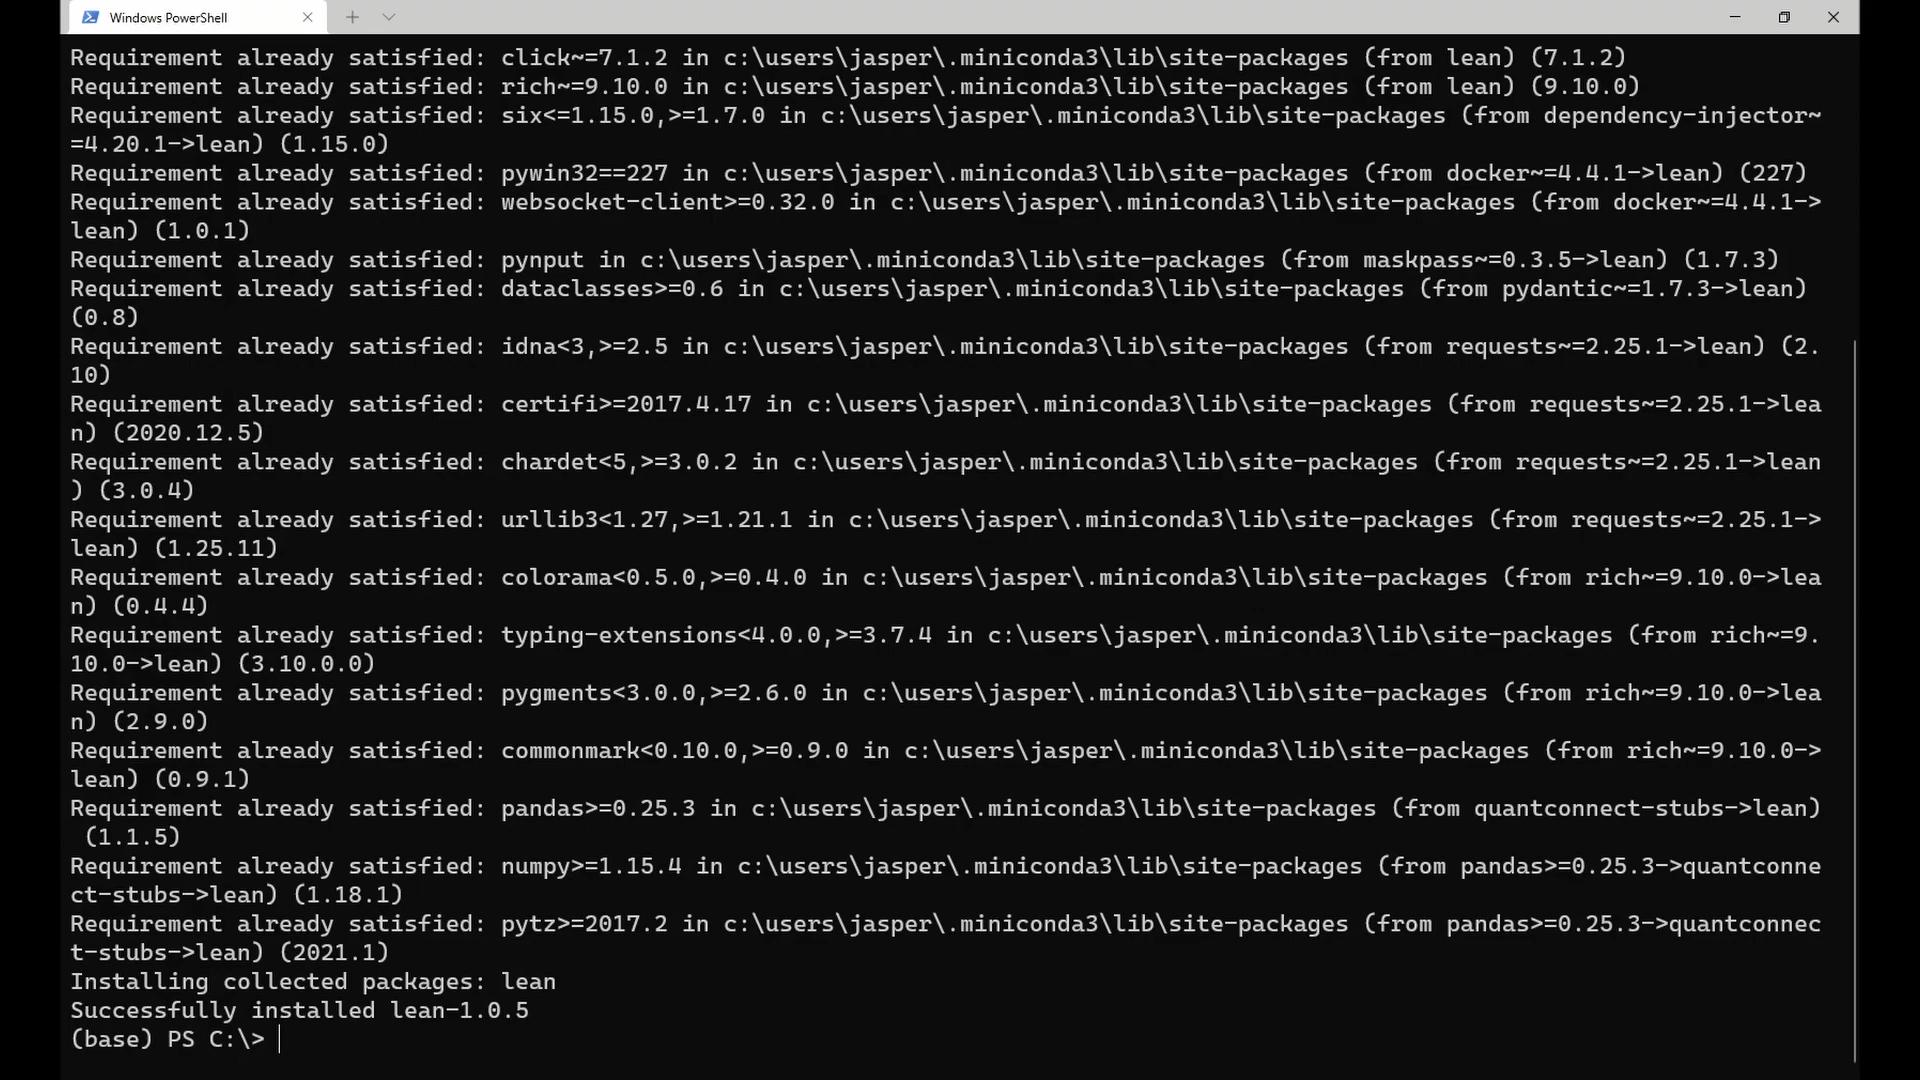 Windows PowerShell
Requirement already satisfied: click~=7.1.2 in c:\users\jasper\.miniconda3\lib\site-packages (from lean) (7.1.2)
Requirement already satisfied: rich~=9.10.0 in c:\users\jasper\.miniconda3\lib\site-packages (from lean) (9.10.0)
Requirement already satisfied: six<=1.15.0,>=1.7.0 in c:\users\jasper\.miniconda3\lib\site-packages (from dependency-injector~
=4.20.1->lean) (1.15.0)
Requirement already satisfied: pywin32==227 in c:\users\jasper\.miniconda3\lib\site-packages (from docker~=4.4.1->lean) (227)
Requirement already satisfied: websocket-client>=0.32.0 in c:\users\jasper\.miniconda3\lib\site-packages (from docker~=4.4.1->
lean) (1.0.1)
Requirement already satisfied: pynput in c:\users\jasper\.miniconda3\lib\site-packages (from maskpass~=0.3.5->lean) (1.7.3)
Requirement already satisfied: dataclasses>=0.6 in c:\users\jasper\.miniconda3\lib\site-packages (from pydantic~=1.7.3->lean)
(0.8)
Requirement already satisfied: idna<3,>=2.5 in c:\users\jasper\.miniconda3\lib\site-packages (from requests~=2.25.1->lean) (2.
10)
Requirement already satisfied: certifi>=2017.4.17 in c:\users\jasper\.miniconda3\lib\site-packages (from requests~=2.25.1->lea
n) (2020.12.5)
Requirement already satisfied: chardet<5,>=3.0.2 in c:\users\jasper\.miniconda3\lib\site-packages (from requests~=2.25.1->lean
) (3.0.4)
Requirement already satisfied: urllib3<1.27,>=1.21.1 in c:\users\jasper\.miniconda3\lib\site-packages (from requests~=2.25.1->
lean) (1.25.11)
Requirement already satisfied: colorama<0.5.0,>=0.4.0 in c:\users\jasper\.miniconda3\lib\site-packages (from rich~=9.10.0->lea
n) (0.4.4)
Requirement already satisfied: typing-extensions<4.0.0,>=3.7.4 in c:\users\jasper\.miniconda3\lib\site-packages (from rich~=9.
10.0->lean) (3.10.0.0)
Requirement already satisfied: pygments<3.0.0,>=2.6.0 in c:\users\jasper\.miniconda3\lib\site-packages (from rich~=9.10.0->lea
n) (2.9.0)
Requirement already satisfied: commonmark<0.10.0,>=0.9.0 in c:\users\jasper\.miniconda3\lib\site-packages (from rich~=9.10.0->
lean) (0.9.1)
Requirement already satisfied: pandas>=0.25.3 in c:\users\jasper\.miniconda3\lib\site-packages (from quantconnect-stubs->lean)
 (1.1.5)
Requirement already satisfied: numpy>=1.15.4 in c:\users\jasper\.miniconda3\lib\site-packages (from pandas>=0.25.3->quantconne
ct-stubs->lean) (1.18.1)
Requirement already satisfied: pytz>=2017.2 in c:\users\jasper\.miniconda3\lib\site-packages (from pandas>=0.25.3->quantconnec
t-stubs->lean) (2021.1)
Installing collected packages: lean
Successfully installed lean-1.0.5
(base) PS C:\>